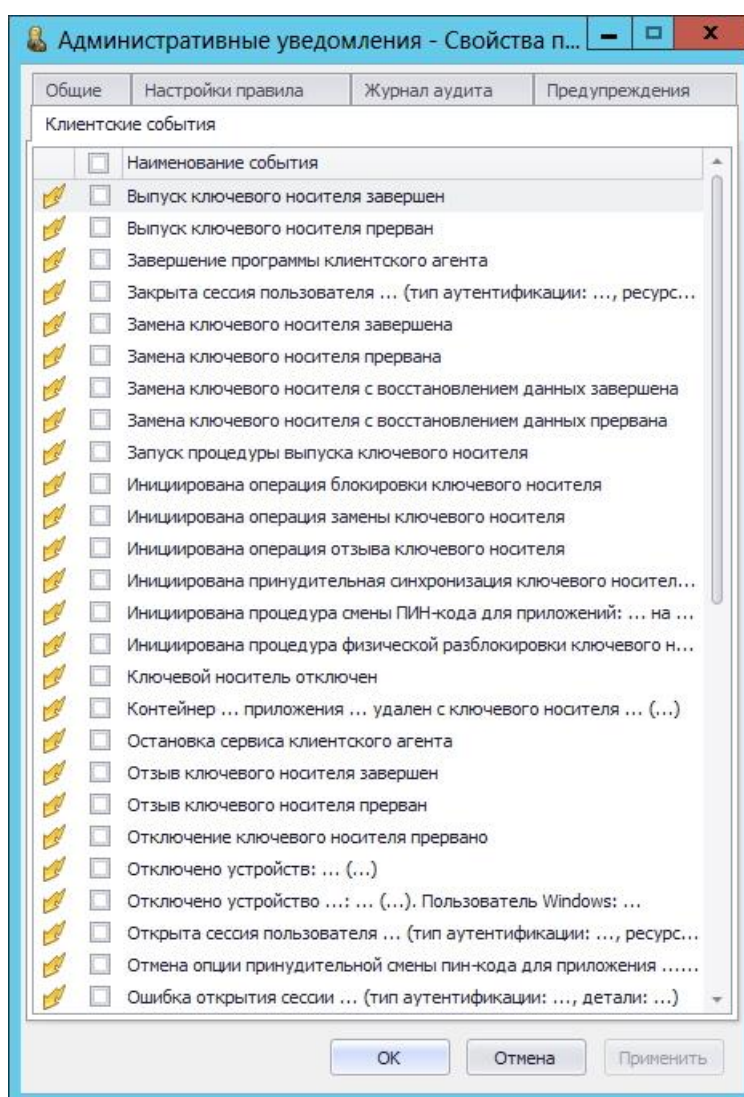 Административные уведомления - Свойства п...
Общие Настройки правила Журнал аудита Предупреждения
Клиентские события
Наименование события
Выпуск ключевого носителя завершен
Выпуск ключевого носителя прерван
Завершение программы клиентского агента
Закрыта сессия пользователя ... (тип аутентификации: ..., ресурс...
Замена ключевого носителя завершена
Замена ключевого носителя прервана
Замена ключевого носителя с восстановлением данных завершена
Замена ключевого носителя с восстановлением данных прервана
Запуск процедуры выпуска ключевого носителя
Инициирована операция блокировки ключевого носителя
Инициирована операция замены ключевого носителя
Инициирована операция отзыва ключевого носителя
Инициирована принудительная синхронизация ключевого носител...
Инициирована процедура смены ПИН-кода для приложений: ... на ...
Инициирована процедура физической разблокировки ключевого н...
Ключевой носитель отключен
Контейнер ... приложения ... удален с ключевого носителя ... (...)
Остановка сервиса клиентского агента
Отзыв ключевого носителя завершен
Отзыв ключевого носителя прерван
Отключение ключевого носителя прервано
Отключено устройств: ... (...)
Отключено устройство ...: ... (...). Пользователь Windows: ...
Открыта сессия пользователя ... (тип аутентификации: ..., ресурс...
Отмена опции принудительной смены пин-кода для приложения ......
Ошибка открытия сессии ... (тип аутентификации: ..., детали: ...)
ОК Отмена Применить